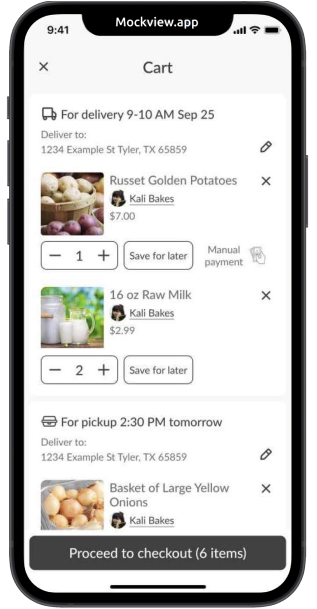 Mockview.app
9:41
Cart
For delivery 9-10 AM Sep 25
Deliver to:
1234 Example St Tyler, TX 65859
Russet Golden Potatoes
Kali Bakes
$7.00
1
Save for later
Manual
payment
16 oz Raw Milk
Kali Bakes
$2.99
2
Save for later
For pickup 2:30 PM tomorrow
Deliver to:
1234 Example St Tyler, TX 65859
Basket of Large Yellow
Onions
Kali Bakes
Proceed to checkout (6 items)